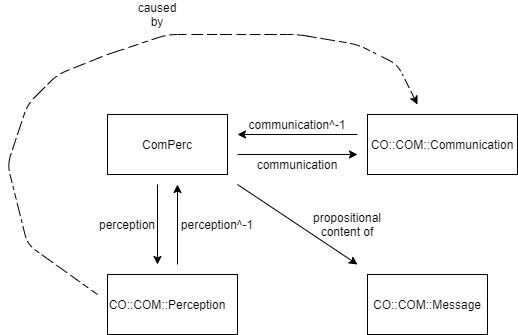 caused
by
communication^-1
ComPerc
CO::COM::Communication
communication
propositional
content of
perception
perception^-1
CO::COM::Perception
CO::COM::Message